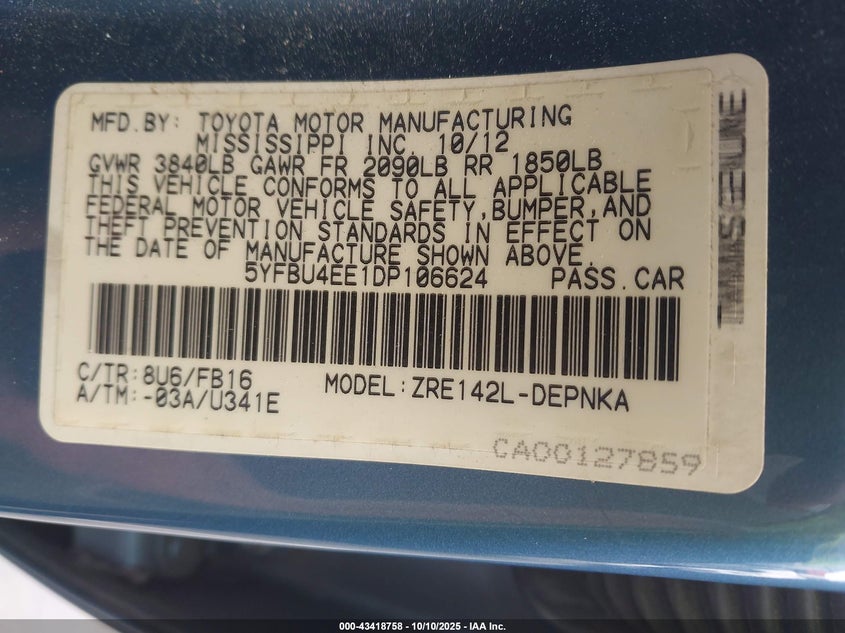 MFD.BY: TOYOTA MOTOR MANUFACTURING
MISSISSIPPI INC. 10/12
GVWR 3840LB GAWR FR 2090LB RR 1850LB
THIS VEHICLE CONFORMS TO ALL APPLICABLE
FEDERAL MOTOR VEHICLE SAFETY,BUMPER,AND
THEFT PREVENTION STANDARDS IN EFFECT ON
THE DATE OF MANUFACTURE SHOWN ABOVE.
5YFBU4EE1DP106624 PASS.CAR
C/TR:8U6/FB16 MODEL:ZRE142L-DEPNKA
A/TM:-03A/U341E
CA00127859
000-43418758 - 10/10/2025 - IAA Inc.